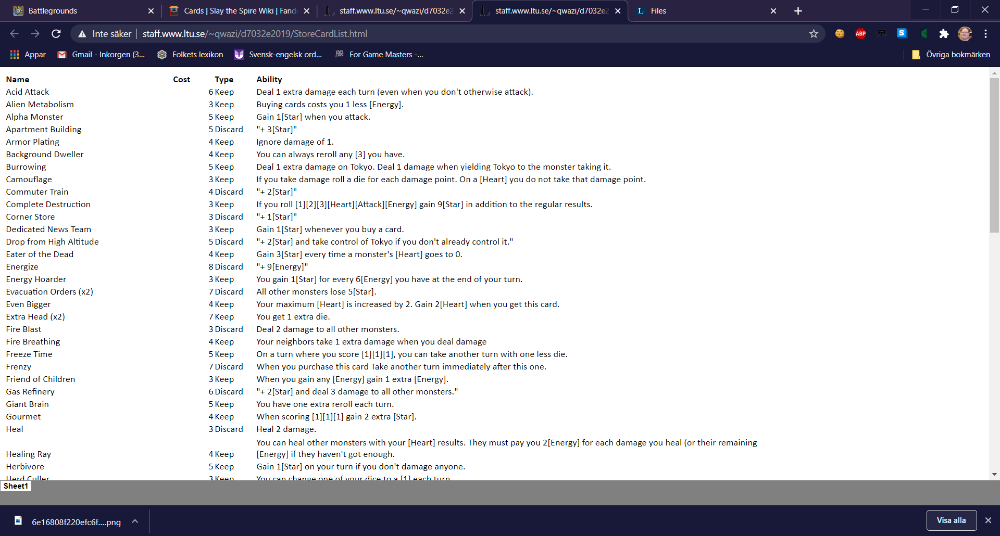 Battlegrounds
Cards | Slay the Spire Wiki | Fand
staff.www.ltu.se/~qwazi/d7032e2
staff.www.ltu.se/~qwazi/d7032e2
Files
Inte säker | staff.www.ltu.se/~qwazi/d7032e2019/StoreCardList.html
ABP
S
Appar
Gmail - Inkorgen (3...
Folkets lexikon
Svensk-engelsk ord...
For Game Masters -...
Övriga bokmärken
Name Cost Type Ability
Acid Attack 6 Keep Deal 1 extra damage each turn (even when you don't otherwise attack).
Alien Metabolism 3 Keep Buying cards costs you 1 less [Energy].
Alpha Monster 5 Keep Gain 1[Star] when you attack.
Apartment Building 5 Discard "+ 3[Star]"
Armor Plating 4 Keep Ignore damage of 1.
Background Dweller 4 Keep You can always reroll any [3] you have.
Burrowing 5 Keep Deal 1 extra damage on Tokyo. Deal 1 damage when yielding Tokyo to the monster taking it.
Camouflage 3 Keep If you take damage roll a die for each damage point. On a [Heart] you do not take that damage point.
Commuter Train 4 Discard "+ 2[Star]"
Complete Destruction 3 Keep If you roll [1][2][3][Heart][Attack][Energy] gain 9[Star] in addition to the regular results.
Corner Store 3 Discard "+ 1[Star]"
Dedicated News Team 3 Keep Gain 1[Star] whenever you buy a card.
Drop from High Altitude 5 Discard "+ 2[Star] and take control of Tokyo if you don't already control it."
Eater of the Dead 4 Keep Gain 3[Star] every time a monster's [Heart] goes to 0.
Energize 8 Discard "+ 9[Energy]"
Energy Hoarder 3 Keep You gain 1[Star] for every 6[Energy] you have at the end of your turn.
Evacuation Orders (x2) 7 Discard All other monsters lose 5[Star].
Even Bigger 4 Keep Your maximum [Heart] is increased by 2. Gain 2[Heart] when you get this card.
Extra Head (x2) 7 Keep You get 1 extra die.
Fire Blast 3 Discard Deal 2 damage to all other monsters.
Fire Breathing 4 Keep Your neighbors take 1 extra damage when you deal damage
Freeze Time 5 Keep On a turn where you score [1][1][1], you can take another turn with one less die.
Frenzy 7 Discard When you purchase this card Take another turn immediately after this one.
Friend of Children 3 Keep When you gain any [Energy] gain 1 extra [Energy].
Gas Refinery 6 Discard "+ 2[Star] and deal 3 damage to all other monsters."
Giant Brain 5 Keep You have one extra reroll each turn.
Gourmet 4 Keep When scoring [1][1][1] gain 2 extra [Star].
Heal 3 Discard Heal 2 damage.
You can heal other monsters with your [Heart] results. They must pay you 2[Energy] for each damage you heal (or their remaining
Healing Ray 4 Keep [Energy] if they haven't got enough.
Herbivore 5 Keep Gain 1[Star] on your turn if you don't damage anyone.
Herd Culler 3 Keep You can change one of your dice to a [1] each turn
Sheet1
6e16808f220efc6f....png
Visa alla